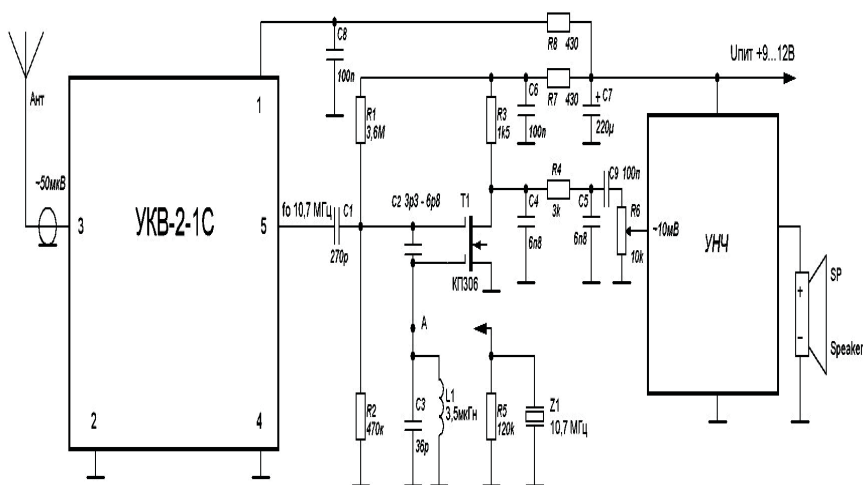 C8
100n
R8 430
Uпит +9...12В
1
Ант
R1
3,6М
R3
1k5
C6
100n
R7 430
C7
+
220μ
~50мкВ
3
УКВ-2-1С
5
fo 10,7 МГц
C1
270p
C2 3p3 - 6p8
T1
КП306
C4
6n8
R4
3k
C5
6n8
C9 100n
R6
10k
~10мВ
УНЧ
SP
+
−
Speaker
A
2
4
R2
470к
C3
36p
L1
3,5мкГн
R5
120k
Z1
10,7 МГц